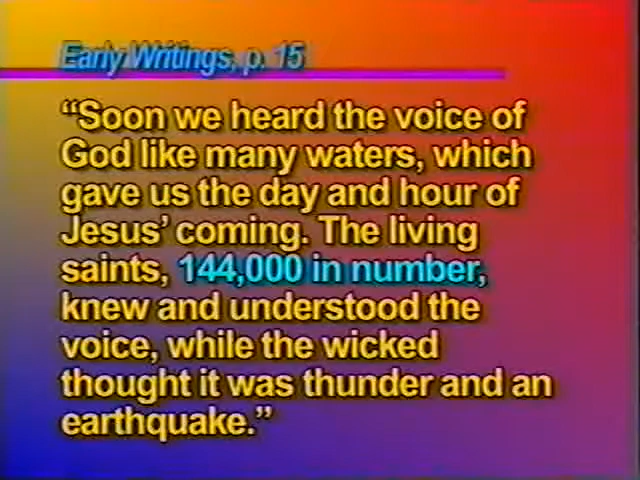 Early Writings, p. 15
“Soon we heard the voice of
God like many waters, which
gave us the day and hour of
Jesus’ coming. The living
saints, 144,000 in number,
knew and understood the
voice, while the wicked
thought it was thunder and an
earthquake.”